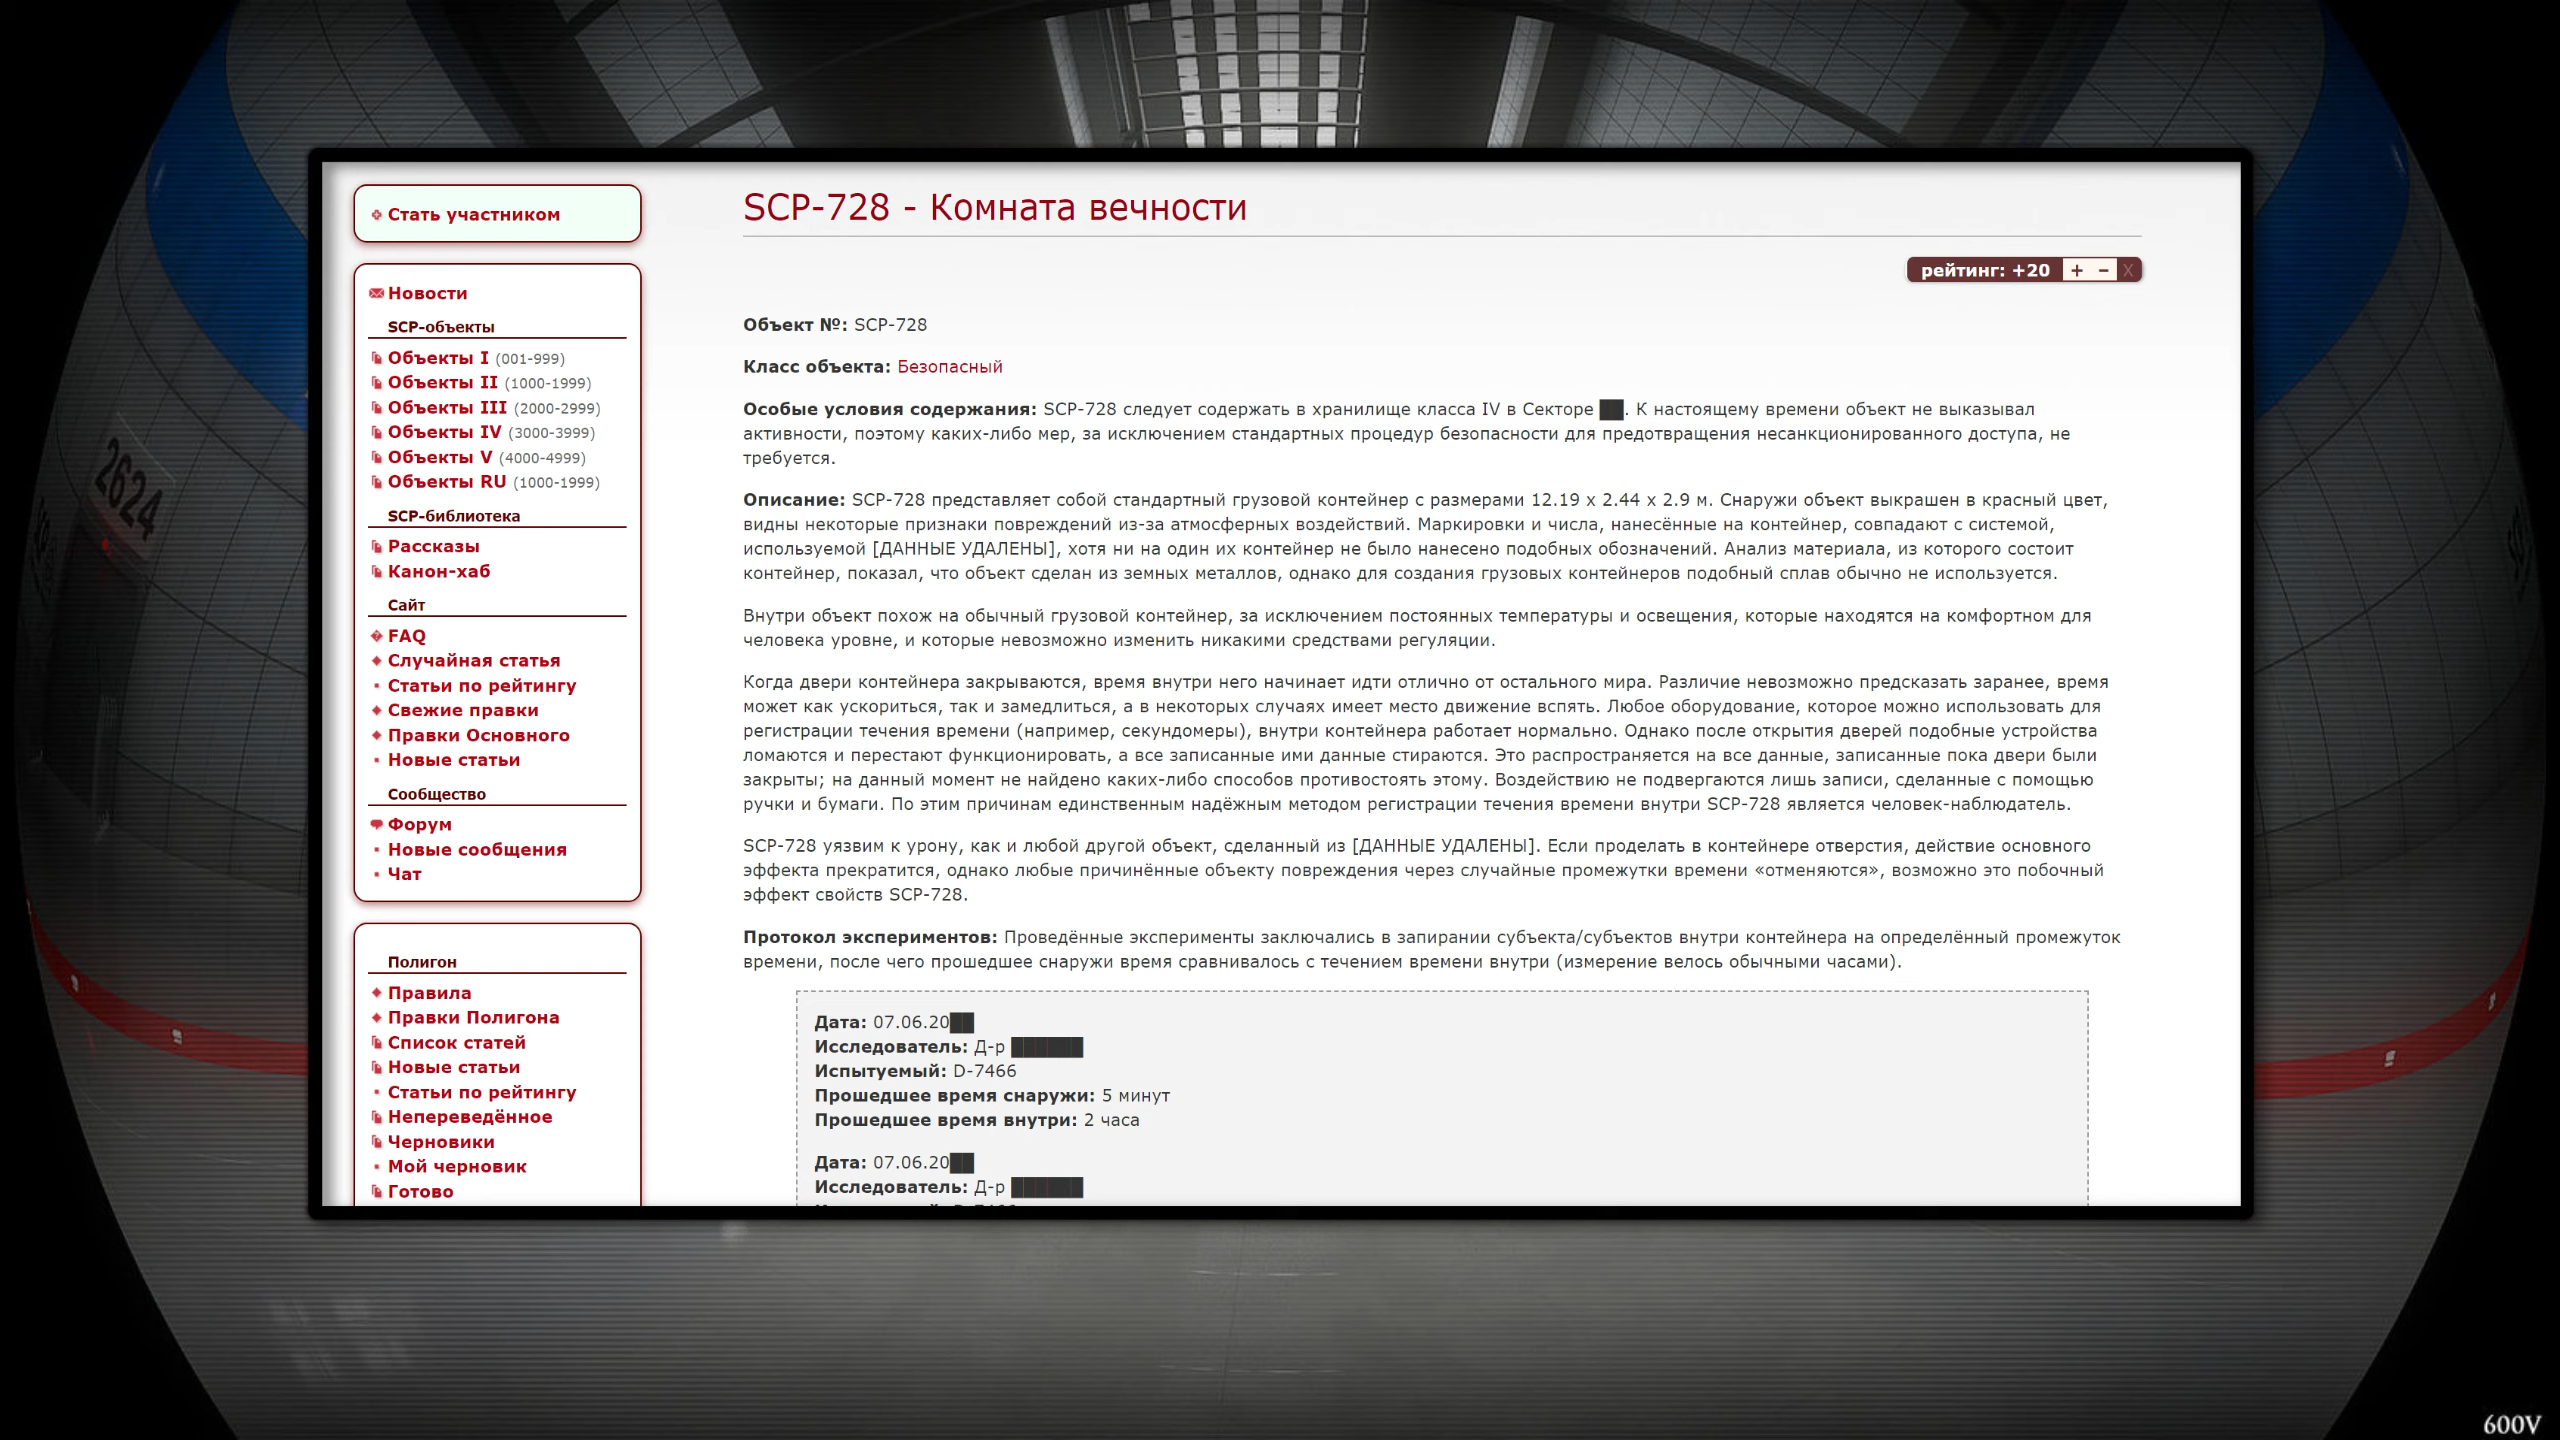 2624
Стать участником
Новости
SCP-объекты
Объекты I (001-999)
Объекты II (1000-1999)
Объекты III (2000-2999)
Объекты IV (3000-3999)
Объекты V (4000-4999)
Объекты RU (1000-1999)
SCP-библиотека
Рассказы
Канон-хаб
Сайт
FAQ
Случайная статья
Статьи по рейтингу
Свежие правки
Правки Основного
Новые статьи
Сообщество
Форум
Новые сообщения
Чат
Полигон
Правила
Правки Полигона
Список статей
Новые статьи
Статьи по рейтингу
Непереведённое
Черновики
Мой черновик
Готово
SCP-728 - Комната вечности
рейтинг: +20 + − X
Объект №: SCP-728
Класс объекта: Безопасный
Особые условия содержания: SCP-728 следует содержать в хранилище класса IV в Секторе ██. К настоящему времени объект не выказывал
активности, поэтому каких-либо мер, за исключением стандартных процедур безопасности для предотвращения несанкционированного доступа, не
требуется.
Описание: SCP-728 представляет собой стандартный грузовой контейнер с размерами 12.19 x 2.44 x 2.9 м. Снаружи объект выкрашен в красный цвет,
видны некоторые признаки повреждений из-за атмосферных воздействий. Маркировки и числа, нанесённые на контейнер, совпадают с системой,
используемой [ДАННЫЕ УДАЛЕНЫ], хотя ни на один их контейнер не было нанесено подобных обозначений. Анализ материала, из которого состоит
контейнер, показал, что объект сделан из земных металлов, однако для создания грузовых контейнеров подобный сплав обычно не используется.
Внутри объект похож на обычный грузовой контейнер, за исключением постоянных температуры и освещения, которые находятся на комфортном для
человека уровне, и которые невозможно изменить никакими средствами регуляции.
Когда двери контейнера закрываются, время внутри него начинает идти отлично от остального мира. Различие невозможно предсказать заранее, время
может как ускориться, так и замедлиться, а в некоторых случаях имеет место движение вспять. Любое оборудование, которое можно использовать для
регистрации течения времени (например, секундомеры), внутри контейнера работает нормально. Однако после открытия дверей подобные устройства
ломаются и перестают функционировать, а все записанные ими данные стираются. Это распространяется на все данные, записанные пока двери были
закрыты; на данный момент не найдено каких-либо способов противостоять этому. Воздействию не подвергаются лишь записи, сделанные с помощью
ручки и бумаги. По этим причинам единственным надёжным методом регистрации течения времени внутри SCP-728 является человек-наблюдатель.
SCP-728 уязвим к урону, как и любой другой объект, сделанный из [ДАННЫЕ УДАЛЕНЫ]. Если проделать в контейнере отверстия, действие основного
эффекта прекратится, однако любые причинённые объекту повреждения через случайные промежутки времени «отменяются», возможно это побочный
эффект свойств SCP-728.
Протокол экспериментов: Проведённые эксперименты заключались в запирании субъекта/субъектов внутри контейнера на определённый промежуток
времени, после чего прошедшее снаружи время сравнивалось с течением времени внутри (измерение велось обычными часами).
Дата: 07.06.20██
Исследователь: Д-р ██████
Испытуемый: D-7466
Прошедшее время снаружи: 5 минут
Прошедшее время внутри: 2 часа
Дата: 07.06.20██
Исследователь: Д-р ██████
600V